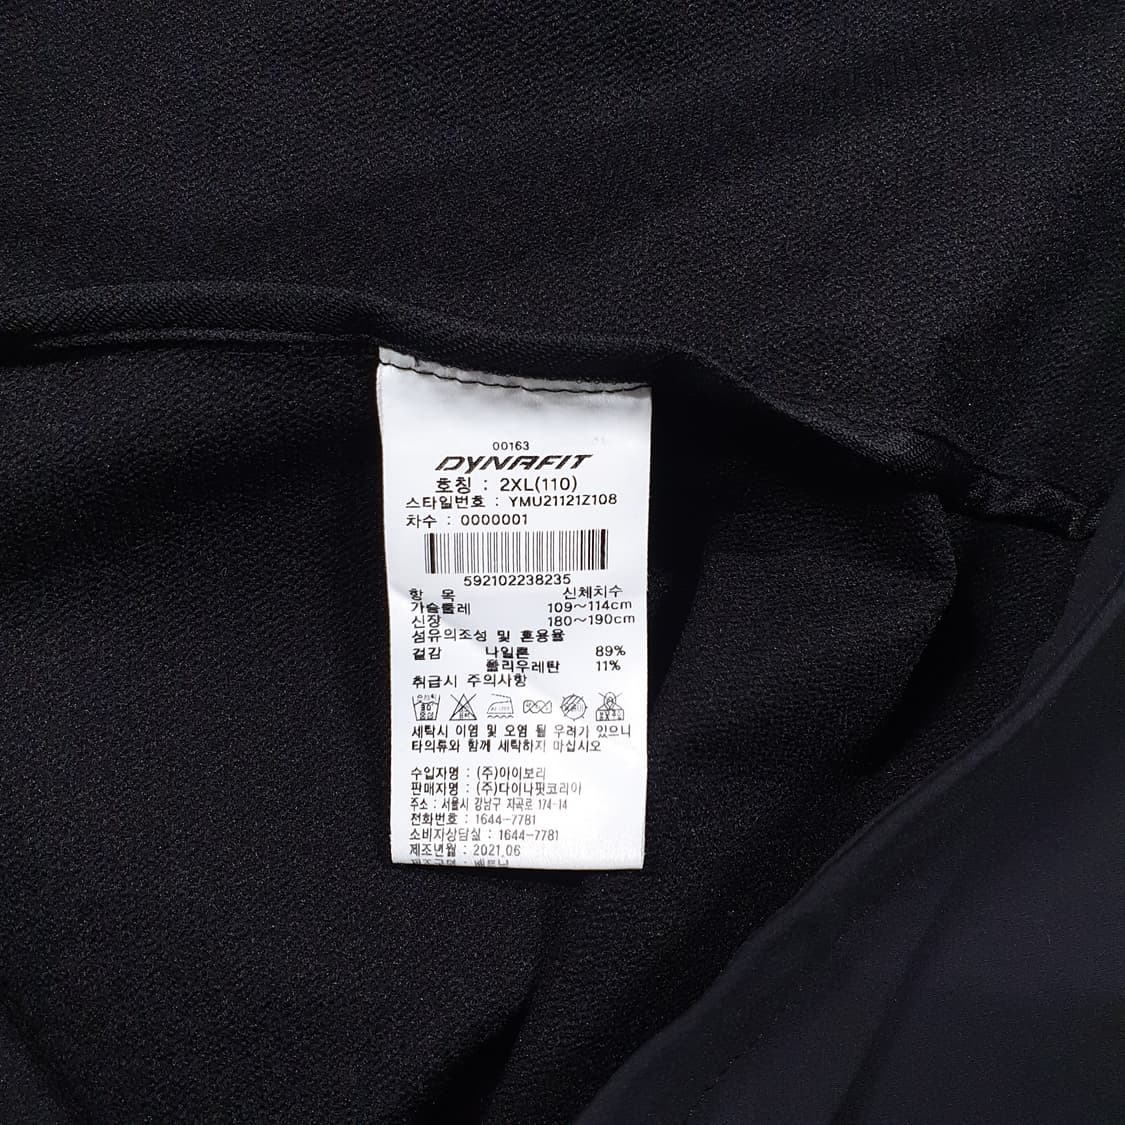 00163
DYNAFIT
호칭 : 2XL(110)
스타일번호 : YMU21121Z108
차수 : 0000001
592102238235
항 목 신체치수
가슴둘레 109~114cm
신장 180~190cm
섬유의조성 및 혼용율
겉감 나일론 89%
폴리우레탄 11%
취급시 주의사항
세탁시 이염 및 오염 될 우려가 있으니
타의류와 함께 세탁하지 마십시오
수입자명 : (주)아이보리
판매자명 : (주)다이나핏코리아
주소 : 서울시 강남구 자곡로 174-14
전화번호 : 1644-7781
소비자상담실 : 1644-7781
제조년월 : 2021.06
제조국명 : 베트남